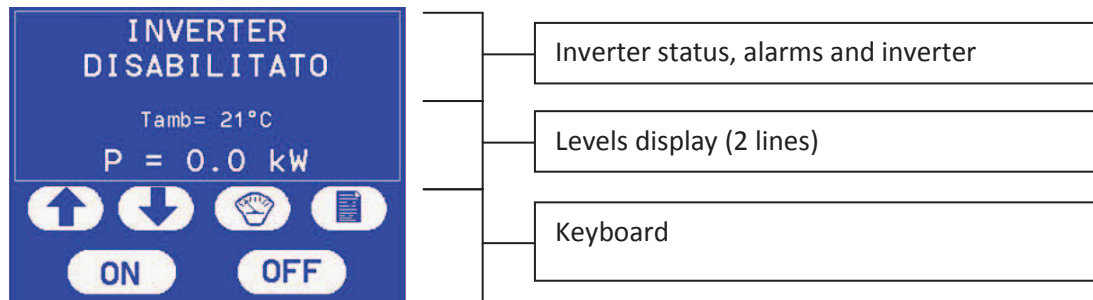 INVERTER
DISABILITATO
Tamb= 21°C
P = 0.0 kW
ON OFF
Inverter status, alarms and inverter
Levels display (2 lines)
Keyboard